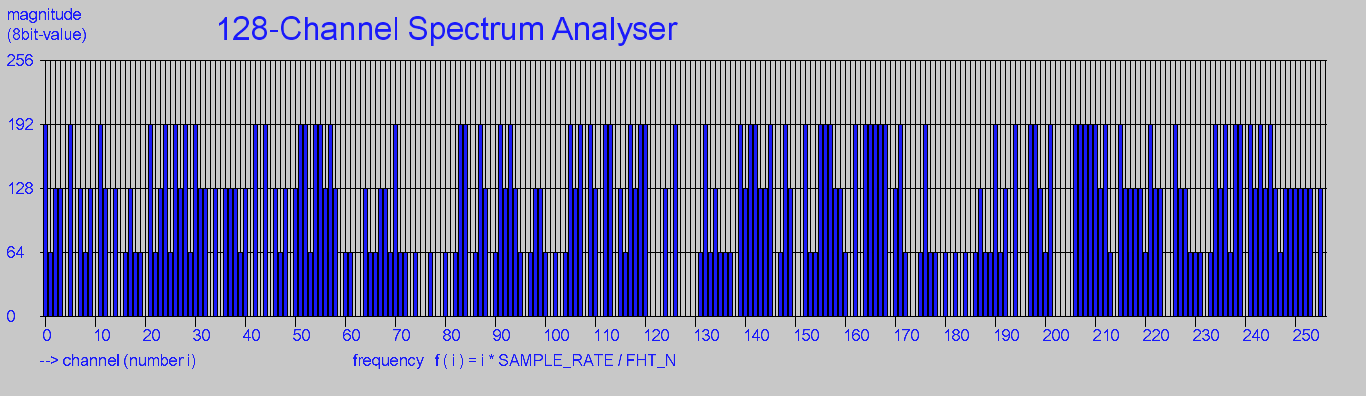 magnitude
(8bit-value)
128-Channel Spectrum Analyser
256
192
128
64
0
0 10 20 30 40 50 60 70 80 90 100 110 120 130 140 150 160 170 180 190 200 210 220 230 240 250
--> channel (number i) frequency f ( i ) = i * SAMPLE_RATE / FHT_N